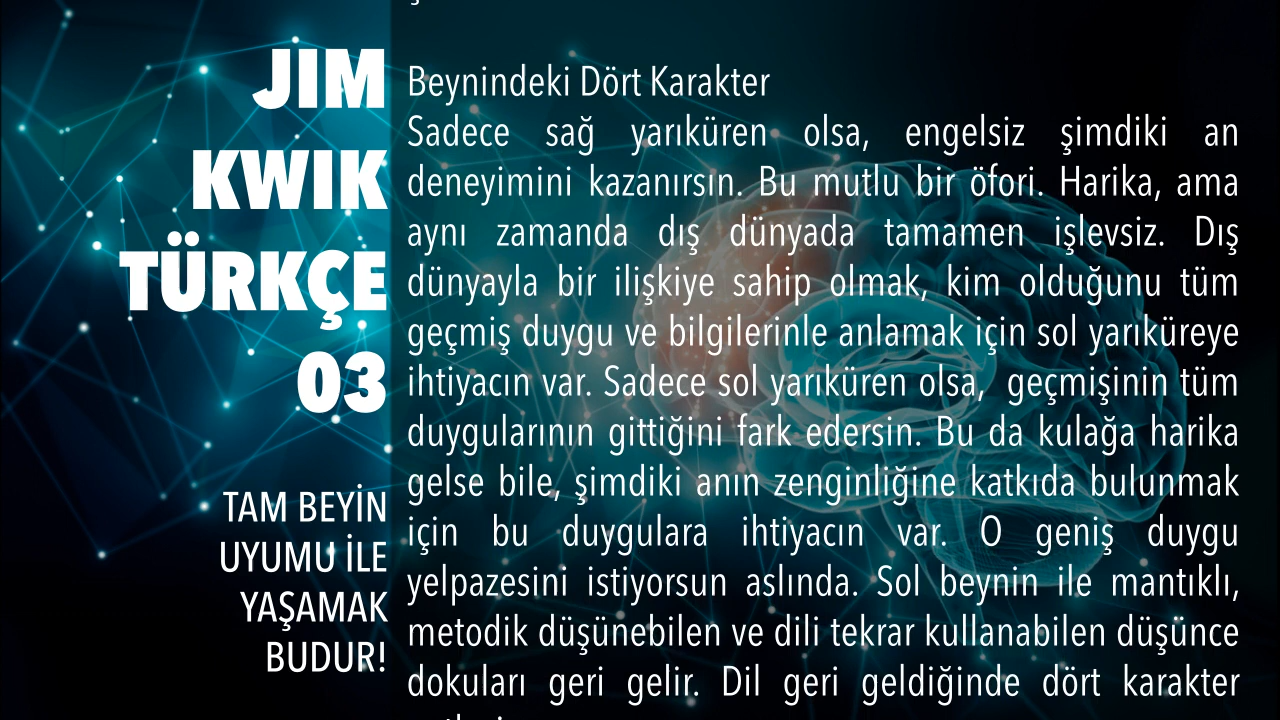 JIM
KWIK
TÜRKÇE
03
TAM BEYİN
UYUMU İLE
YAŞAMAK
BUDUR!
Beynindeki Dört Karakter
Sadece sağ yarıküren olsa, engelsiz şimdiki an
deneyimini kazanırsın. Bu mutlu bir öfori. Harika, ama
aynı zamanda dış dünyada tamamen işlevsiz. Dış
dünyayla bir ilişkiye sahip olmak, kim olduğunu tüm
geçmiş duygu ve bilgilerinle anlamak için sol yarıküreye
ihtiyacın var. Sadece sol yarıküren olsa, geçmişinin tüm
duygularının gittiğini fark edersin. Bu da kulağa harika
gelse bile, şimdiki anın zenginliğine katkıda bulunmak
için bu duygulara ihtiyacın var. O geniş duygu
yelpazesini istiyorsun aslında. Sol beynin ile mantıklı,
metodik düşünebilen ve dili tekrar kullanabilen düşünce
dokuları geri gelir. Dil geri geldiğinde dört karakter